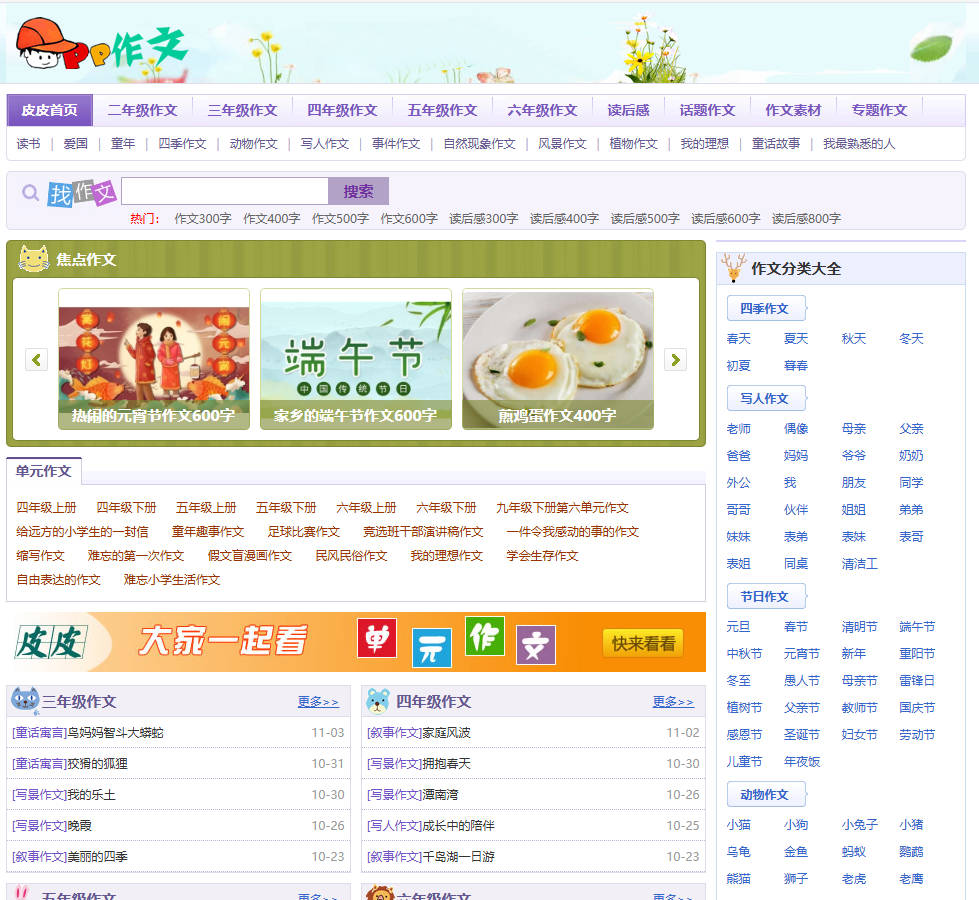 PP作文
皮皮首页 二年级作文 三年级作文 四年级作文 五年级作文 六年级作文 读后感 话题作文 作文素材 专题作文
读书 | 爱国 | 童年 | 四季作文 | 动物作文 | 写人作文 | 事件作文 | 自然现象作文 | 风景作文 | 植物作文 | 我的理想 | 童话故事 | 我最熟悉的人
找作文 搜索
热门： 作文300字 作文400字 作文500字 作文600字 读后感300字 读后感400字 读后感500字 读后感600字 读后感800字
焦点作文
端午节
中国传统节日
热闹的元宵节作文600字 家乡的端午节作文600字 煎鸡蛋作文400字
单元作文
四年级上册 四年级下册 五年级上册 五年级下册 六年级上册 六年级下册 九年级下册第六单元作文
给远方的小学生的一封信 童年趣事作文 足球比赛作文 竞选班干部演讲稿作文 一件令我感动的事的作文
缩写作文 难忘的第一次作文 假文盲漫画作文 民风民俗作文 我的理想作文 学会生存作文
自由表达的作文 难忘小学生活作文
皮皮 大家一起看 单元作文 快来看看
三年级作文 更多>>
[童话寓言]鸟妈妈智斗大蟒蛇 11-03
[童话寓言]狡猾的狐狸 10-31
[写景作文]我的乐土 10-30
[写景作文]晚霞 10-26
[叙事作文]美丽的四季 10-23
四年级作文 更多>>
[叙事作文]家庭风波 11-02
[写景作文]拥抱春天 10-30
[写景作文]潭南湾 10-26
[写人作文]成长中的陪伴 10-25
[叙事作文]千岛湖一日游 10-23
五年级作文 更多>>
六年级作文 更多>>
作文分类大全
四季作文
春天 夏天 秋天 冬天
初夏 暮春
写人作文
老师 偶像 母亲 父亲
爸爸 妈妈 爷爷 奶奶
外公 我 朋友 同学
哥哥 伙伴 姐姐 弟弟
妹妹 表弟 表妹 表哥
表姐 同桌 清洁工
节日作文
元旦 春节 清明节 端午节
中秋节 元宵节 新年 重阳节
冬至 愚人节 母亲节 雷锋日
植树节 父亲节 教师节 国庆节
感恩节 圣诞节 妇女节 劳动节
儿童节 年夜饭
动物作文
小猫 小狗 小兔子 小猪
乌龟 金鱼 蚂蚁 鹦鹉
熊猫 狮子 老虎 老鹰